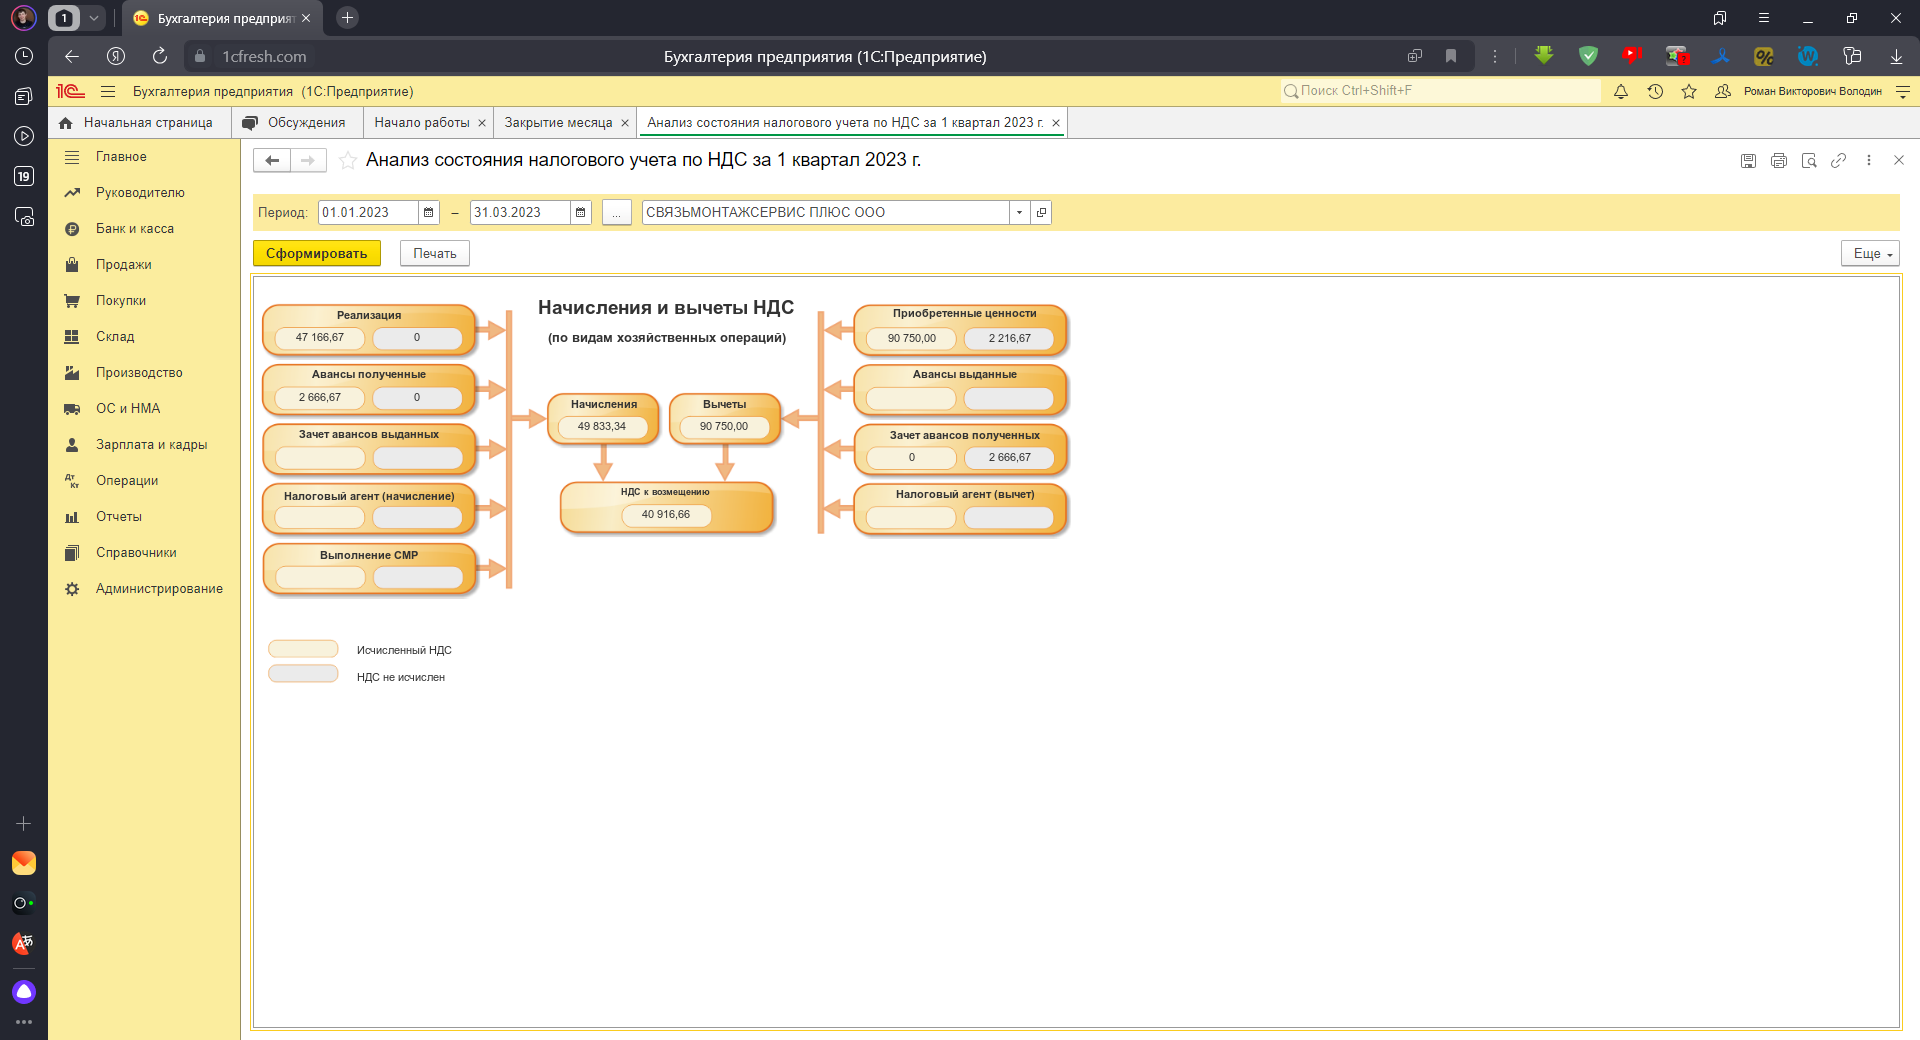 1
Бухгалтерия предприят
1cfresh.com
Бухгалтерия предприятия (1С:Предприятие)
Бухгалтерия предприятия (1С:Предприятие)
Поиск Ctrl+Shift+F
Роман Викторович Володин
Начальная страница
Обсуждения
Начало работы
Закрытие месяца
Анализ состояния налогового учета по НДС за 1 квартал 2023 г.
19
Главное
Руководителю
Банк и касса
Продажи
Покупки
Склад
Производство
ОС и НМА
Зарплата и кадры
Операции
Отчеты
Справочники
Администрирование
Анализ состояния налогового учета по НДС за 1 квартал 2023 г.
Период: 01.01.2023 – 31.03.2023 ... СВЯЗЬМОНТАЖСЕРВИС ПЛЮС ООО
Сформировать Печать Еще
Начисления и вычеты НДС
(по видам хозяйственных операций)
Реализация
47 166,67 0
Авансы полученные
2 666,67 0
Зачет авансов выданных
Налоговый агент (начисление)
Выполнение СМР
Начисления
49 833,34
Вычеты
90 750,00
НДС к возмещению
40 916,66
Приобретенные ценности
90 750,00 2 216,67
Авансы выданные
Зачет авансов полученных
0 2 666,67
Налоговый агент (вычет)
Исчисленный НДС
НДС не исчислен